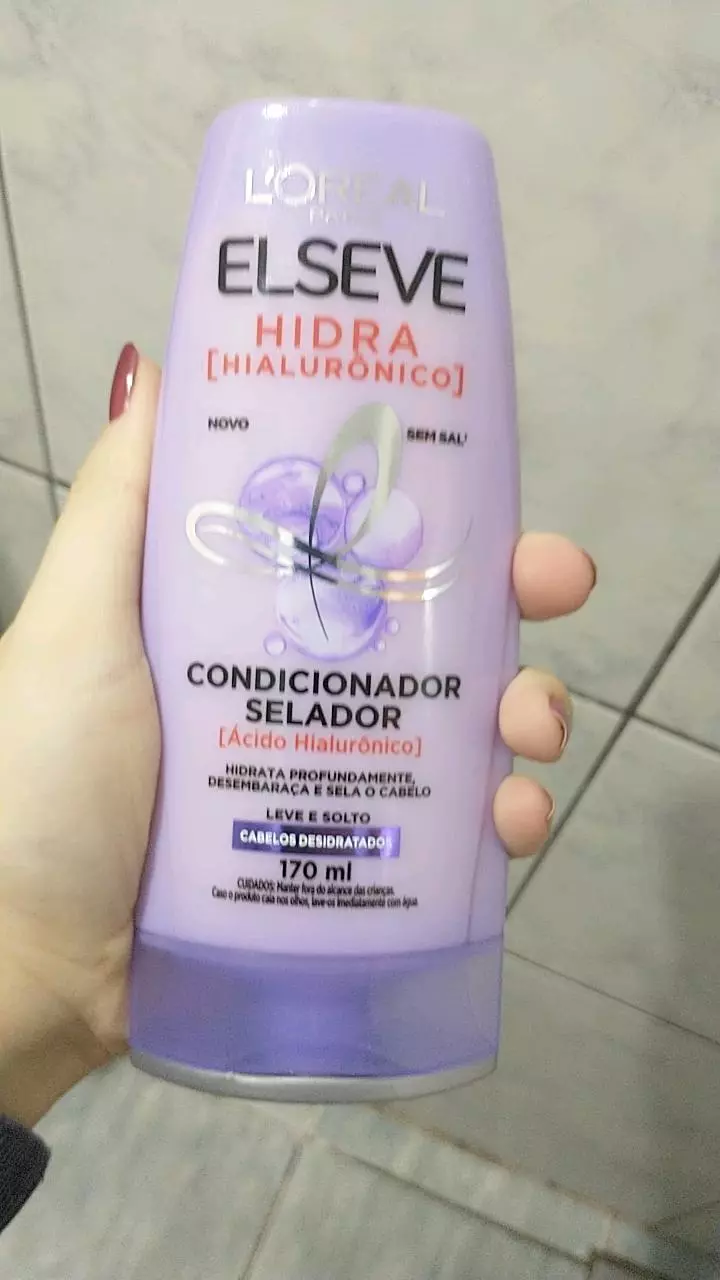 L'ORÉAL
PARIS
ELSEVE
HIDRA
[HIALURÔNICO]
NOVO
SEM SAL¹
CONDICIONADOR
SELADOR
[Ácido Hialurônico]
HIDRATA PROFUNDAMENTE,
DESEMBARAÇA E SELA O CABELO
LEVE E SOLTO
CABELOS DESIDRATADOS
170 ml
CUIDADOS: Manter fora do alcance das crianças.
Caso o produto caia nos olhos, lave-os imediatamente com água.